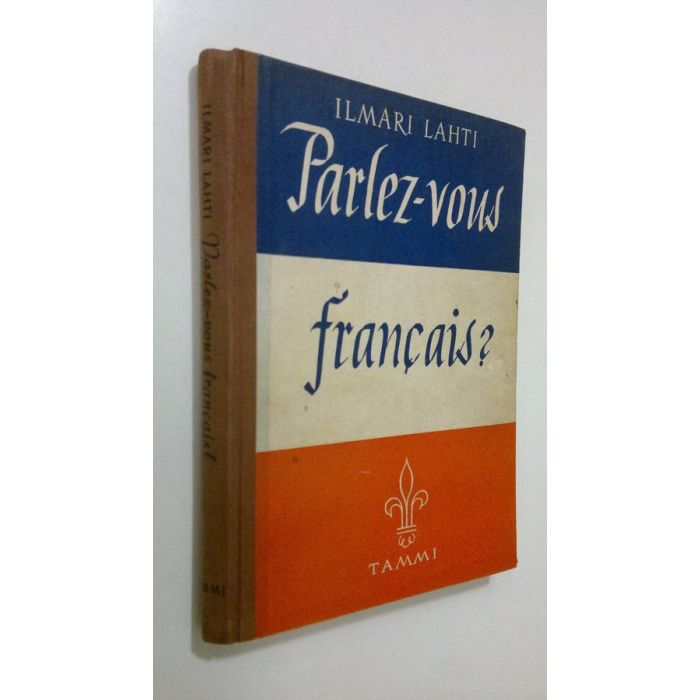 ILMARI LAHTI
Parlez-vous
français?
TAMMI
ILMARI LAHTI Parlez-vous français?